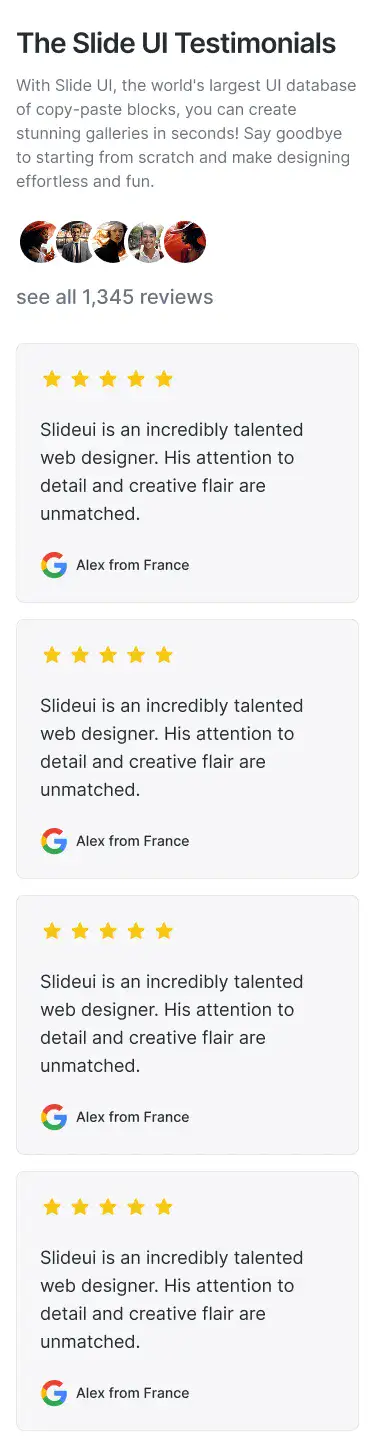 The Slide UI Testimonials
With Slide UI, the world's largest UI database
of copy-paste blocks, you can create
stunning galleries in seconds! Say goodbye
to starting from scratch and make designing
effortless and fun.
see all 1,345 reviews
Slideui is an incredibly talented
web designer. His attention to
detail and creative flair are
unmatched.
Alex from France
Slideui is an incredibly talented
web designer. His attention to
detail and creative flair are
unmatched.
Alex from France
Slideui is an incredibly talented
web designer. His attention to
detail and creative flair are
unmatched.
Alex from France
Slideui is an incredibly talented
web designer. His attention to
detail and creative flair are
unmatched.
Alex from France